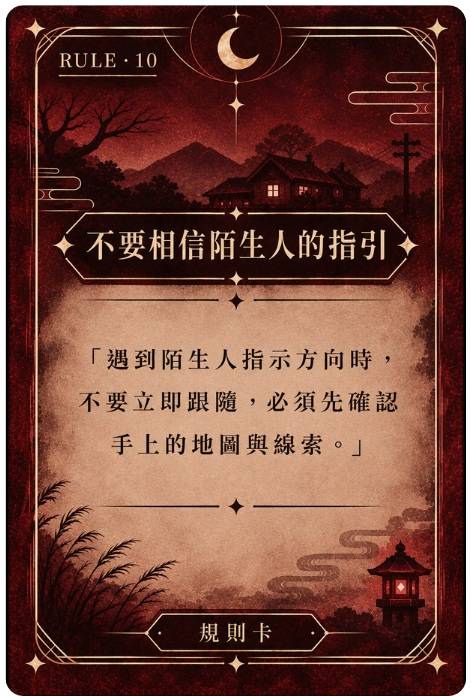 RULE · 10
不要相信陌生人的指引
「遇到陌生人指示方向時，
不要立即跟隨，必須先確認
手上的地圖與線索。」
規則卡